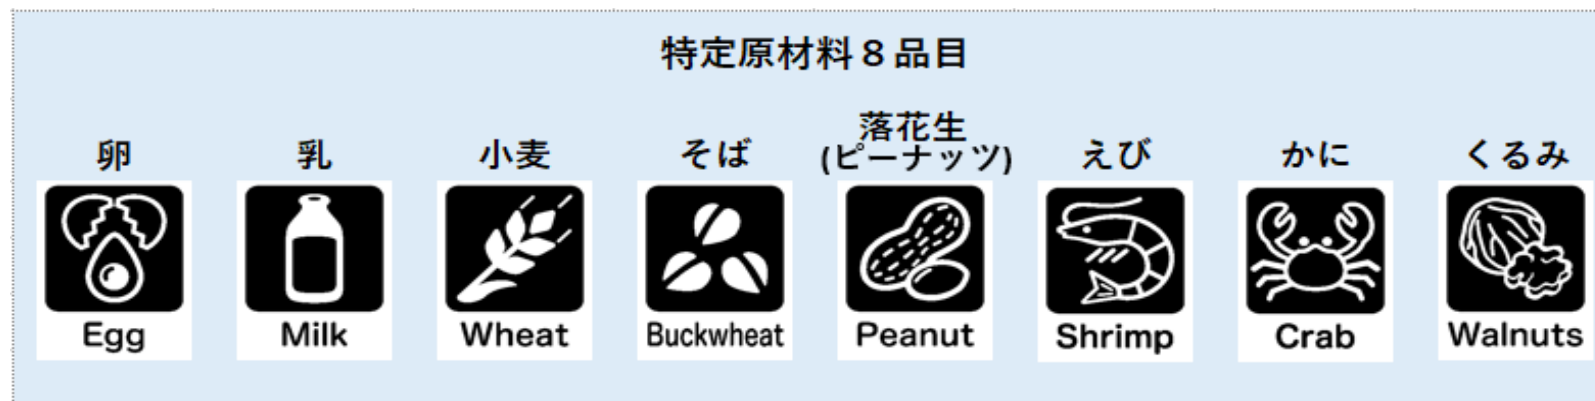 特定原材料８品目
卵
乳
小麦
そば
落花生
(ピーナッツ)
えび
かに
くるみ
Egg
Milk
Wheat
Buckwheat
Peanut
Shrimp
Crab
Walnuts